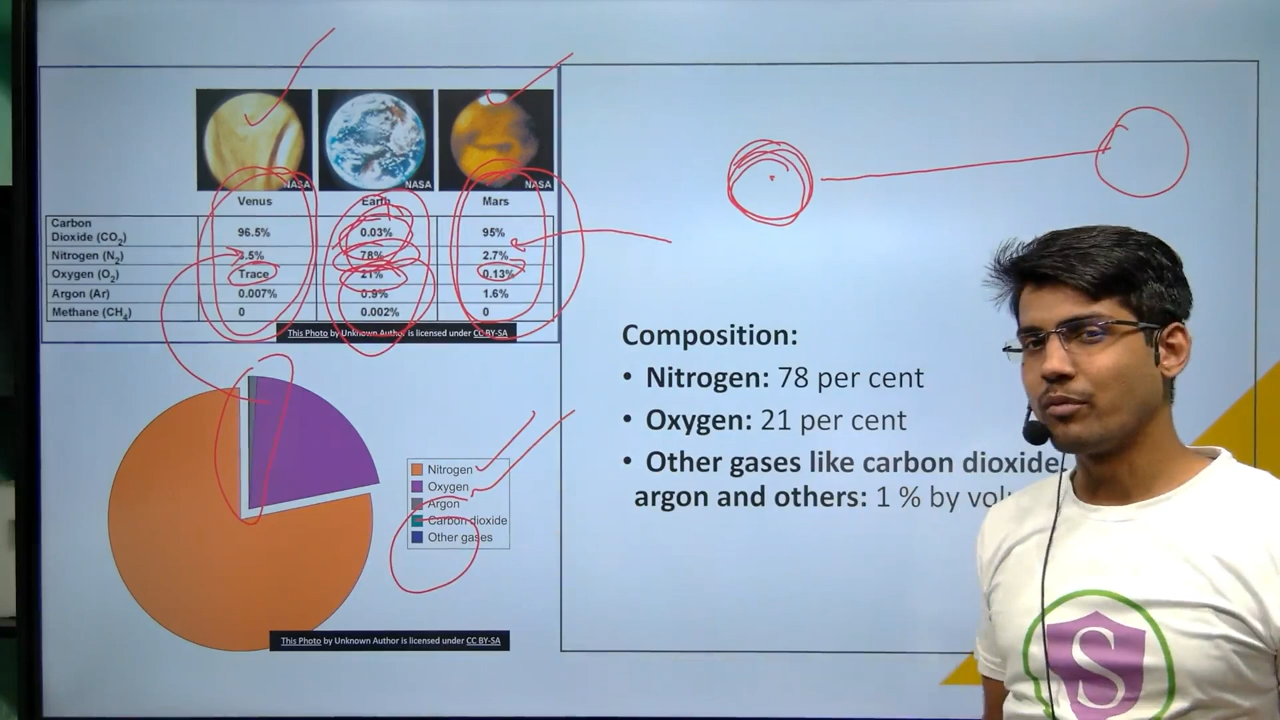 NASA NASA NASA
Venus Earth Mars
Carbon
Dioxide (CO2) 96.5% 0.03% 95%
Nitrogen (N2) 3.5% 78% 2.7%
Oxygen (O2) Trace 21% 0.13%
Argon (Ar) 0.007% 0.9% 1.6%
Methane (CH4) 0 0.002% 0
This Photo by Unknown Author is licensed under CC BY-SA
Nitrogen
Oxygen
Argon
Carbon dioxide
Other gases
This Photo by Unknown Author is licensed under CC BY-SA
Composition:
• Nitrogen: 78 per cent
• Oxygen: 21 per cent
• Other gases like carbon dioxide
argon and others: 1 % by
S